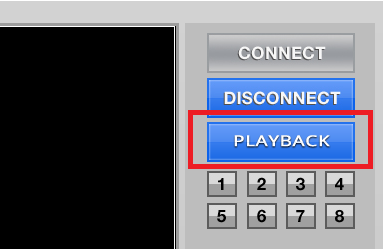 CONNECT
DISCONNECT
PLAYBACK
1 2 3 4
5 6 7 8